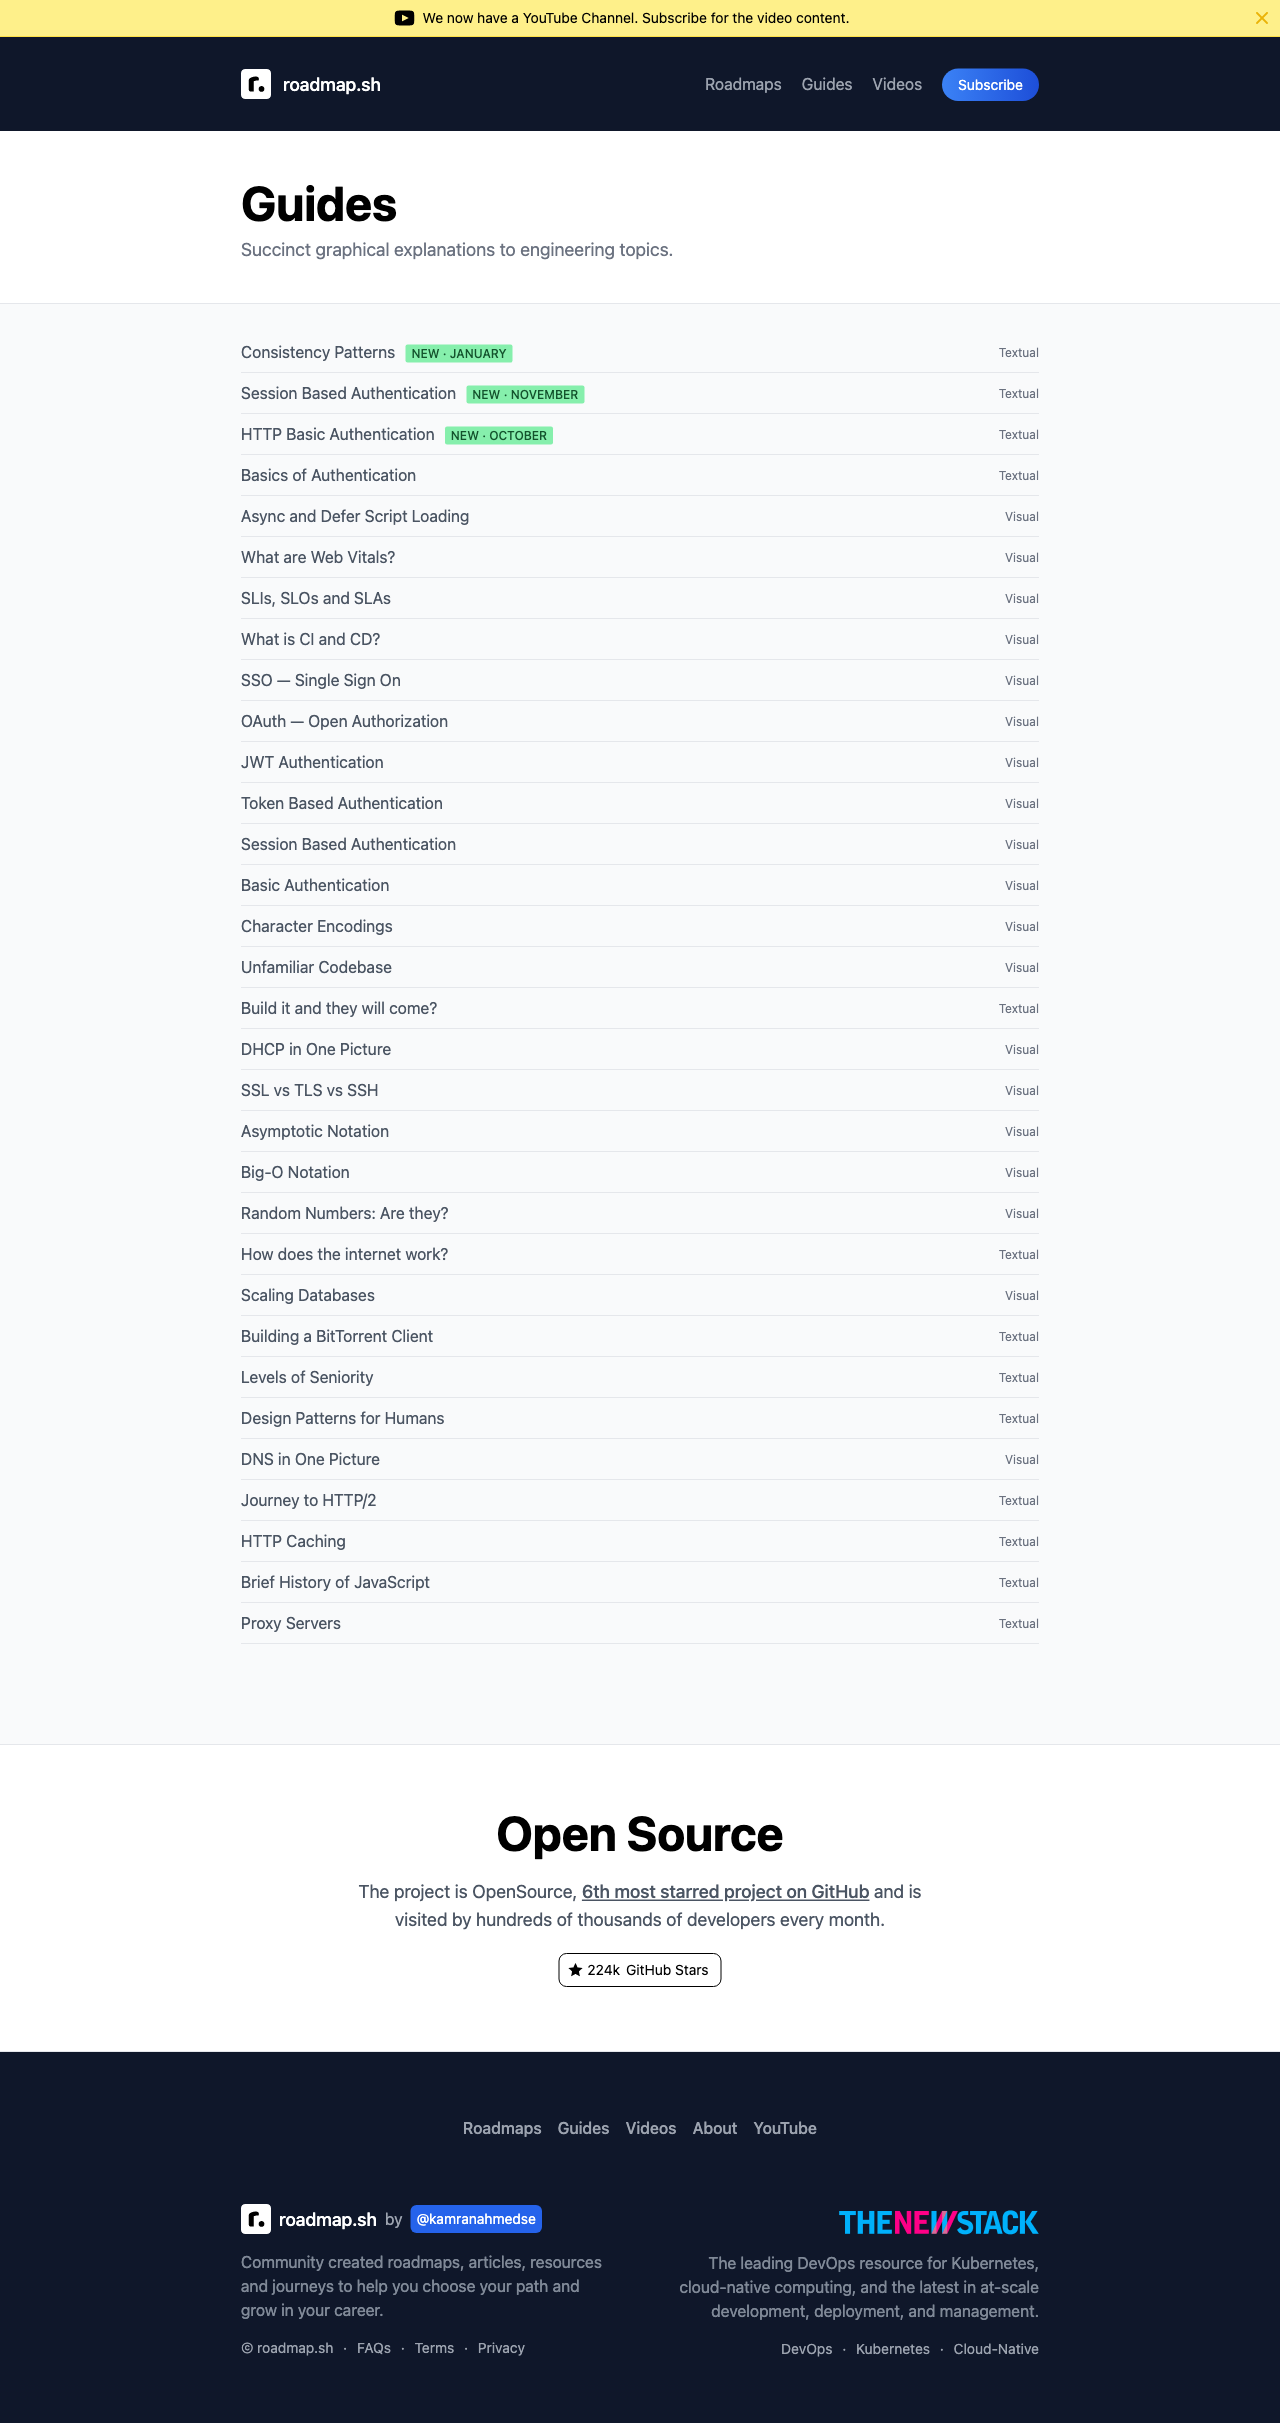 We now have a YouTube Channel. Subscribe for the video content.
roadmap.sh Roadmaps Guides Videos Subscribe
Guides
Succinct graphical explanations to engineering topics.
Consistency Patterns NEW · JANUARY Textual
Session Based Authentication NEW · NOVEMBER Textual
HTTP Basic Authentication NEW · OCTOBER Textual
Basics of Authentication Textual
Async and Defer Script Loading Visual
What are Web Vitals? Visual
SLIs, SLOs and SLAs Visual
What is CI and CD? Visual
SSO — Single Sign On Visual
OAuth — Open Authorization Visual
JWT Authentication Visual
Token Based Authentication Visual
Session Based Authentication Visual
Basic Authentication Visual
Character Encodings Visual
Unfamiliar Codebase Visual
Build it and they will come? Textual
DHCP in One Picture Visual
SSL vs TLS vs SSH Visual
Asymptotic Notation Visual
Big-O Notation Visual
Random Numbers: Are they? Visual
How does the internet work? Textual
Scaling Databases Visual
Building a BitTorrent Client Textual
Levels of Seniority Textual
Design Patterns for Humans Textual
DNS in One Picture Visual
Journey to HTTP/2 Textual
HTTP Caching Textual
Brief History of JavaScript Textual
Proxy Servers Textual
Open Source
The project is OpenSource, 6th most starred project on GitHub and is
visited by hundreds of thousands of developers every month.
224k GitHub Stars
Roadmaps Guides Videos About YouTube
roadmap.sh by @kamranahmedse
Community created roadmaps, articles, resources
and journeys to help you choose your path and
grow in your career.
© roadmap.sh · FAQs · Terms · Privacy
THENEWSTACK
The leading DevOps resource for Kubernetes,
cloud-native computing, and the latest in at-scale
development, deployment, and management.
DevOps · Kubernetes · Cloud-Native